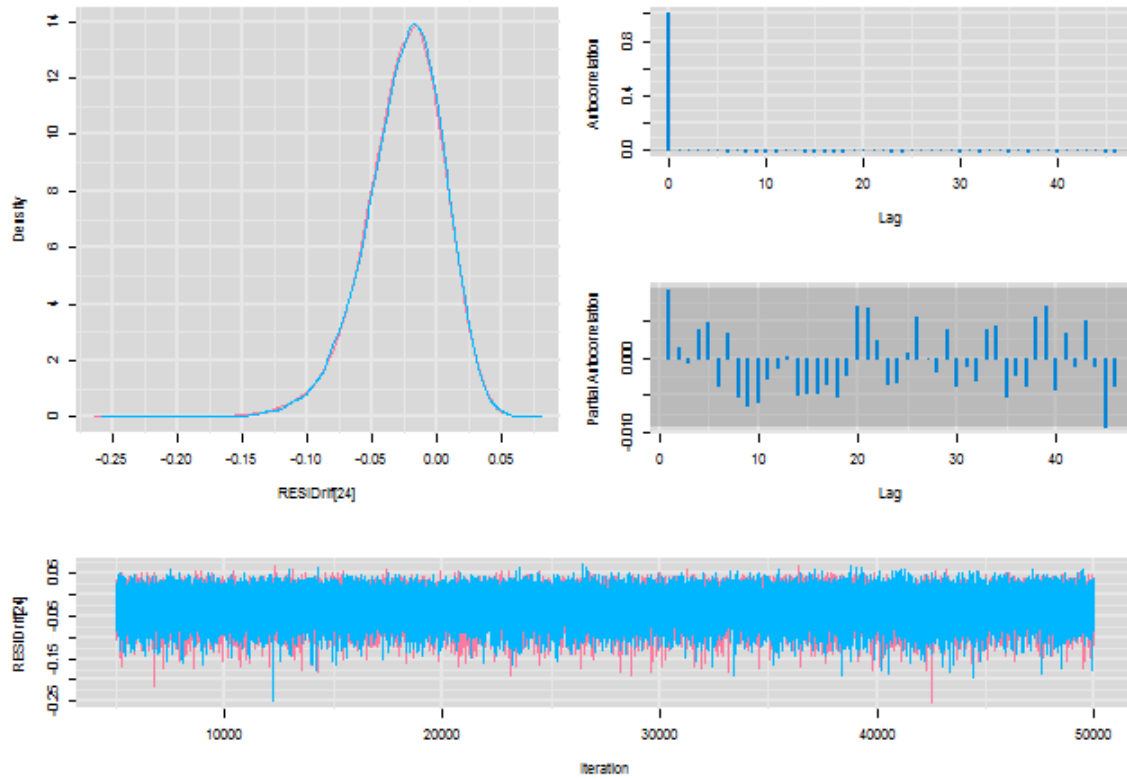 Density
14
12
10
8
6
4
2
0
-0.25 -0.20 -0.15 -0.10 -0.05 0.00 0.05
RESIDrif[24]
Autocorrelation
0.8
0.4
0.0
0 10 20 30 40
Lag
Partial Autocorrelation
0.000
-0.010
0 10 20 30 40
Lag
RESIDrif[24]
0.05
-0.05
-0.15
-0.25
10000 20000 30000 40000 50000
Iteration